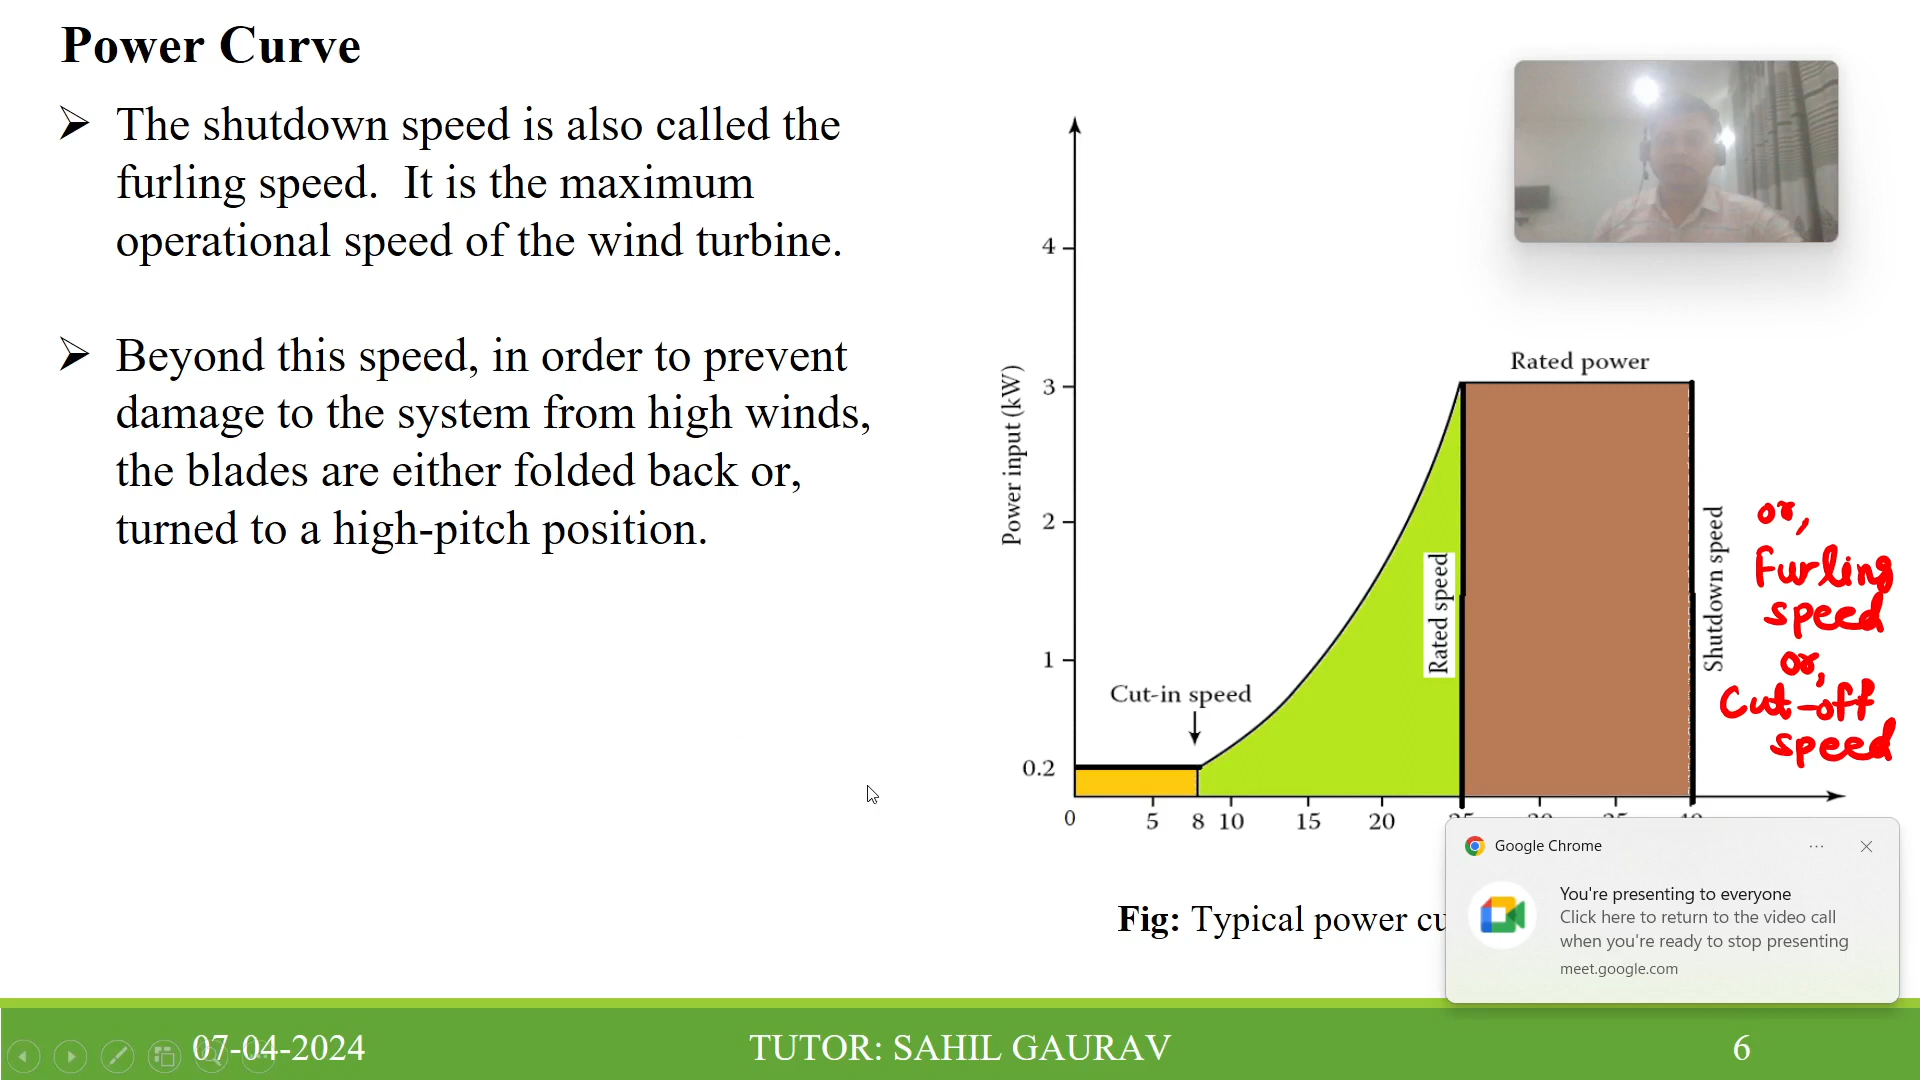 Power Curve
The shutdown speed is also called the
furling speed. It is the maximum
operational speed of the wind turbine.
Beyond this speed, in order to prevent
damage to the system from high winds,
the blades are either folded back or,
turned to a high-pitch position.
4
3
2
1
0.2
Power input (kW)
Rated power
Cut-in speed
Rated speed
Shutdown speed
or,
Furling
speed
or,
Cut-off
speed
0 5 8 10 15 20
Fig: Typical power
Google Chrome
You're presenting to everyone
Click here to return to the video call
when you're ready to stop presenting
meet.google.com
07-04-2024
TUTOR: SAHIL GAURAV
6